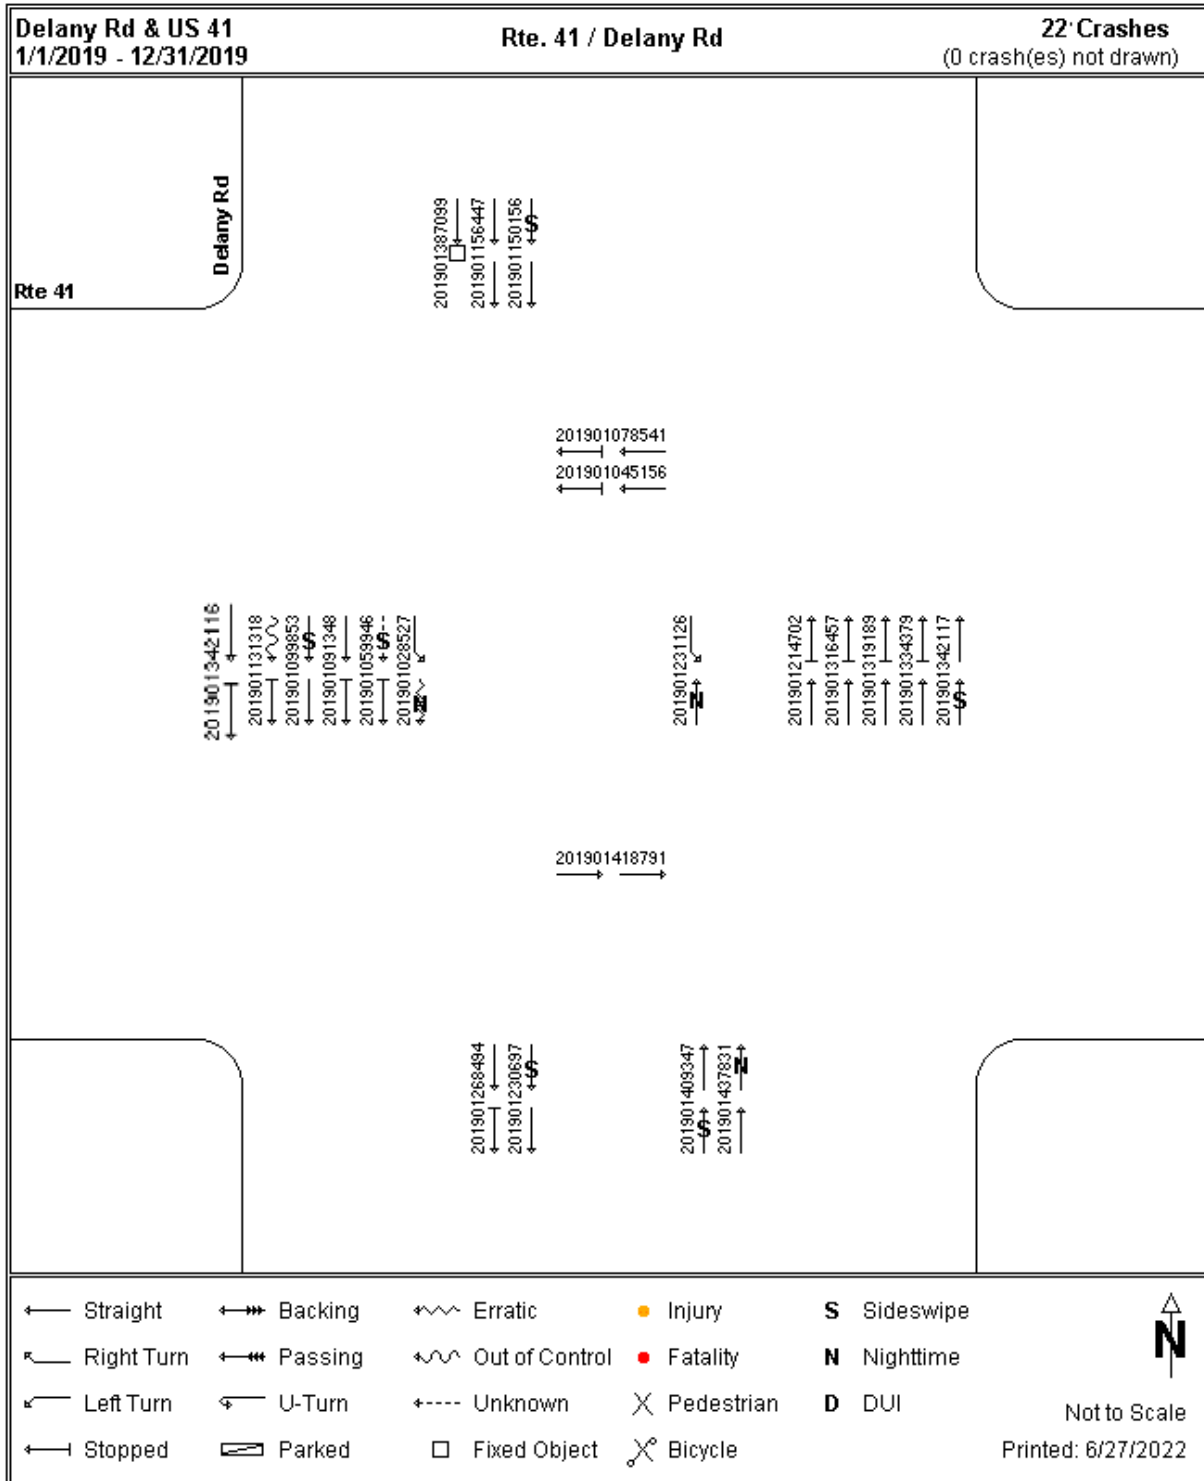 Delany Rd & US 41
1/1/2019 - 12/31/2019
Rte. 41 / Delany Rd
22 Crashes
(0 crash(es) not drawn)
Delany Rd
Rte 41
201901387099
201901156447
201901150156
201901078541
201901045156
201901342116
201901131318
201901099853
201901091348
201901059946
201901028527
201901231126
201901214702
201901316457
201901319189
201901334379
201901342117
S
S
S
N
N
S
201901418791
201901268494
201901230697
201901409347
201901437831
S
S
N
Straight
Backing
Erratic
Injury
S Sideswipe
Right Turn
Passing
Out of Control
Fatality
N Nighttime
Left Turn
U-Turn
Unknown
Pedestrian
D DUI
Stopped
Parked
Fixed Object
Bicycle
N
Not to Scale
Printed: 6/27/2022